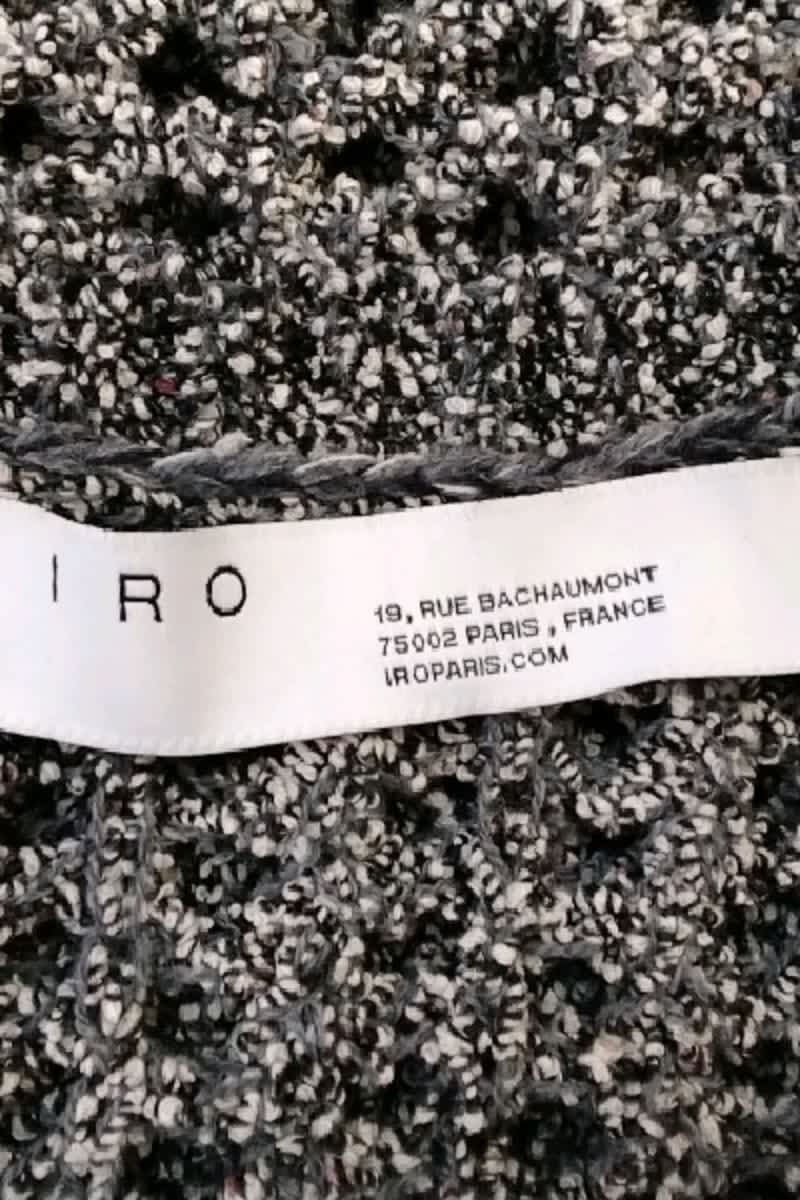 IRO
19, RUE BACHAUMONT
75002 PARIS, FRANCE
IROPARIS.COM